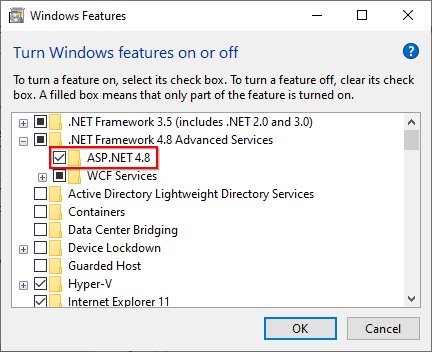 Windows Features
Turn Windows features on or off
?
To turn a feature on, select its check box. To turn a feature off, clear its check
box. A filled box means that only part of the feature is turned on.
.NET Framework 3.5 (includes .NET 2.0 and 3.0)
.NET Framework 4.8 Advanced Services
ASP.NET 4.8
WCF Services
Active Directory Lightweight Directory Services
Containers
Data Center Bridging
Device Lockdown
Guarded Host
Hyper-V
Internet Explorer 11
OK
Cancel